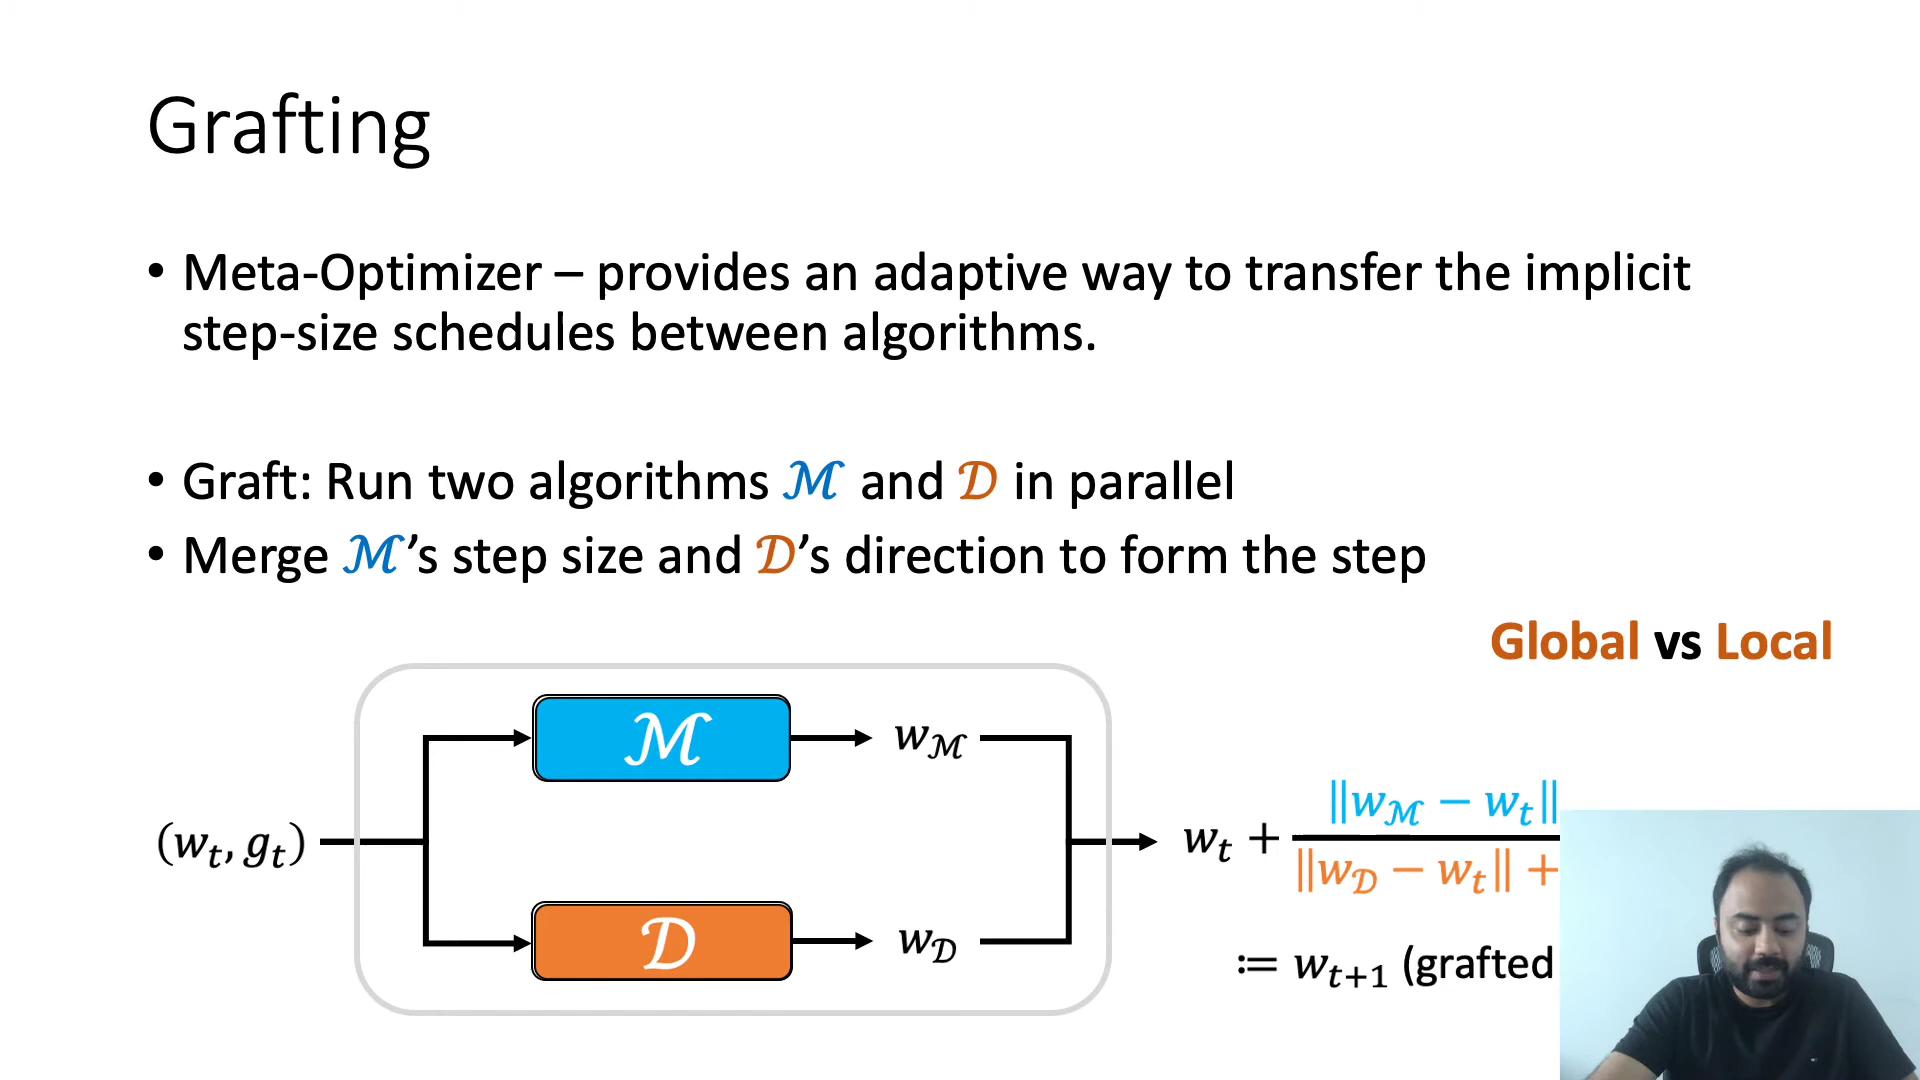 Grafting
• Meta-Optimizer – provides an adaptive way to transfer the implicit
step-size schedules between algorithms.
• Graft: Run two algorithms ℳ and 𝒟 in parallel
• Merge ℳ’s step size and 𝒟’s direction to form the step
Global vs Local
ℳ
w_ℳ
(w_t, g_t)
𝒟
w_𝒟
w_t +
‖w_ℳ − w_t‖
‖w_𝒟 − w_t‖ +
:= w_{t+1} (grafted